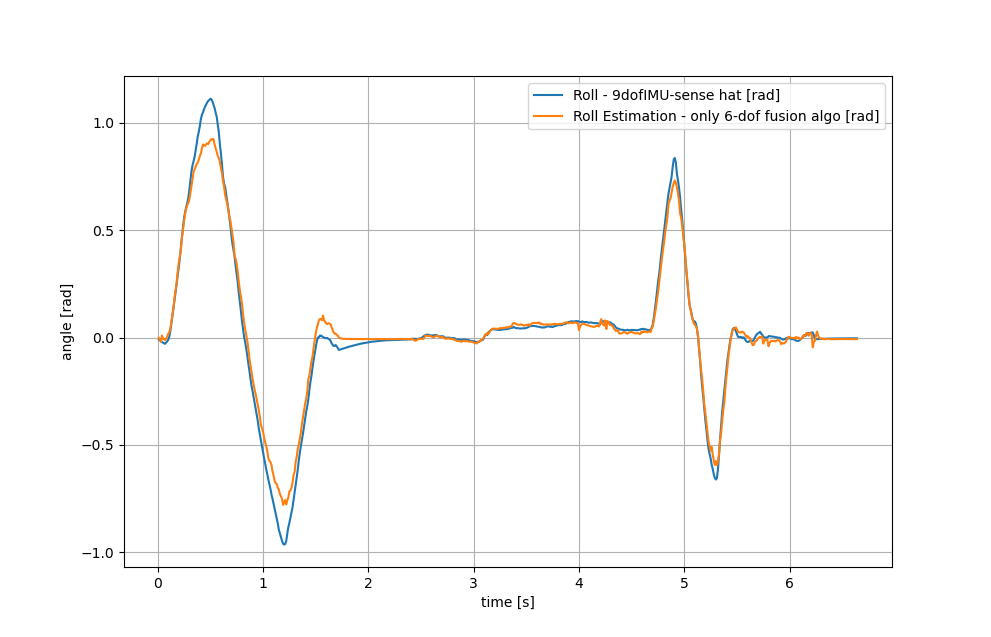 Roll - 9dofIMU-sense hat [rad]
Roll Estimation - only 6-dof fusion algo [rad]
1.0
0.5
0.0
−0.5
−1.0
angle [rad]
0 1 2 3 4 5 6
time [s]